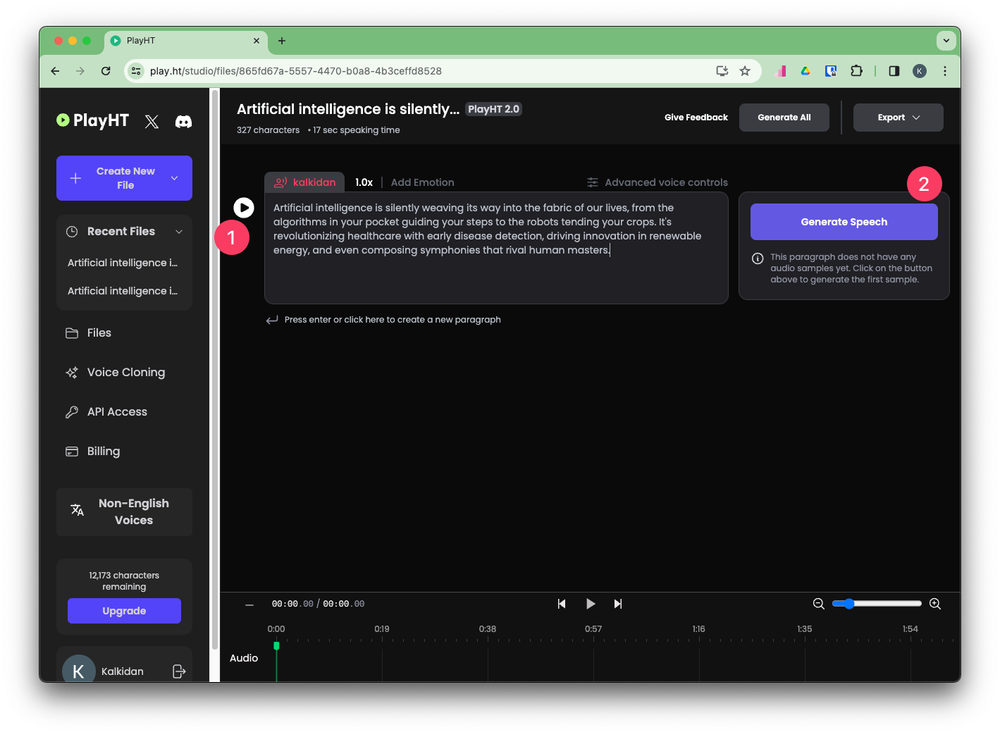 PlayHT
play.ht/studio/files/865fd67a-5557-4470-b0a8-4b3ceffd8528
K
PlayHT
Create New
File
Recent Files
Artificial intelligence i...
Artificial intelligence i...
Files
Voice Cloning
API Access
Billing
Non-English
Voices
12,173 characters
remaining
Upgrade
K Kalkidan
Artificial intelligence is silently... PlayHT 2.0
327 characters • 17 sec speaking time
Give Feedback
Generate All
Export
kalkidan 1.0x Add Emotion Advanced voice controls
1
Artificial intelligence is silently weaving its way into the fabric of our lives, from the
algorithms in your pocket guiding your steps to the robots tending your crops. It's
revolutionizing healthcare with early disease detection, driving innovation in renewable
energy, and even composing symphonies that rival human masters.
Press enter or click here to create a new paragraph
2
Generate Speech
This paragraph does not have any
audio samples yet. Click on the button
above to generate the first sample.
00:00.00 / 00:00.00
0:00 0:19 0:38 0:57 1:16 1:35 1:54
Audio